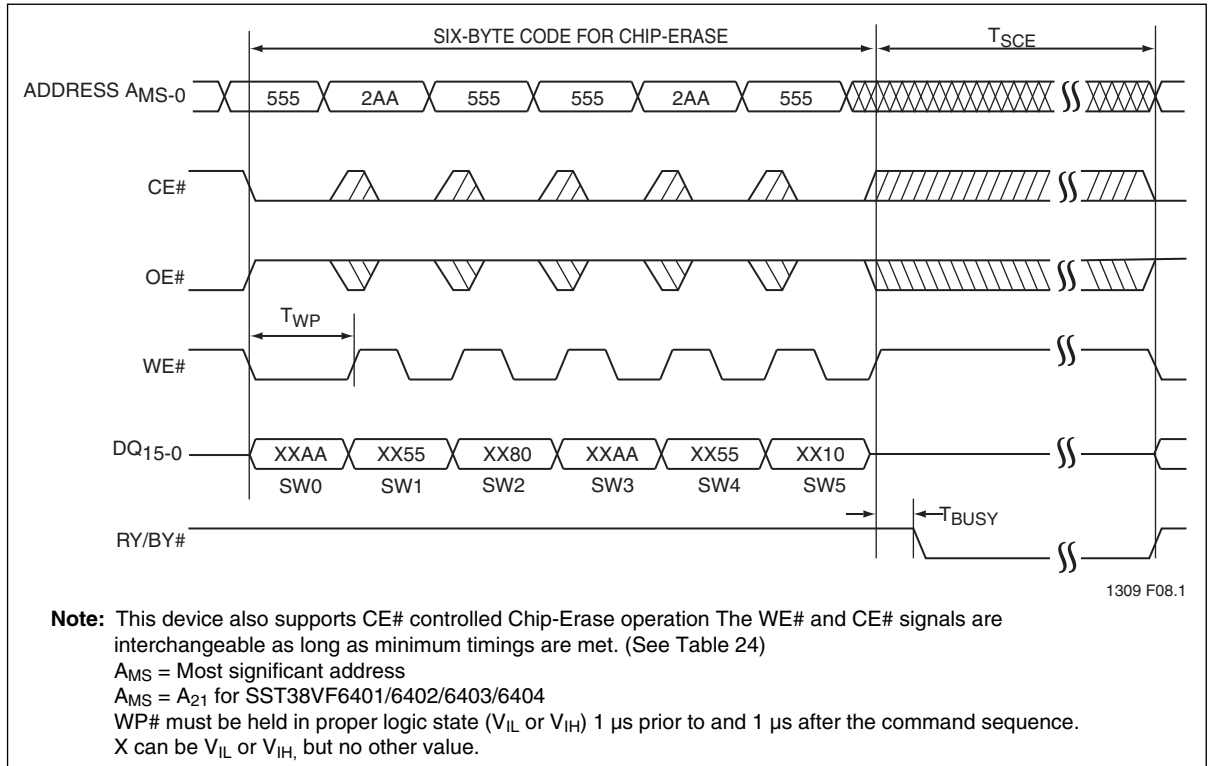 SIX-BYTE CODE FOR CHIP-ERASE TSCE
ADDRESS AMS-0 555 2AA 555 555 2AA 555
CE#
OE#
TWP
WE#
DQ15-0 XXAA XX55 XX80 XXAA XX55 XX10
SW0 SW1 SW2 SW3 SW4 SW5
TBUSY
RY/BY#
1309 F08.1
Note: This device also supports CE# controlled Chip-Erase operation The WE# and CE# signals are
interchangeable as long as minimum timings are met. (See Table 24)
AMS = Most significant address
AMS = A21 for SST38VF6401/6402/6403/6404
WP# must be held in proper logic state (VIL or VIH) 1 µs prior to and 1 µs after the command sequence.
X can be VIL or VIH, but no other value.